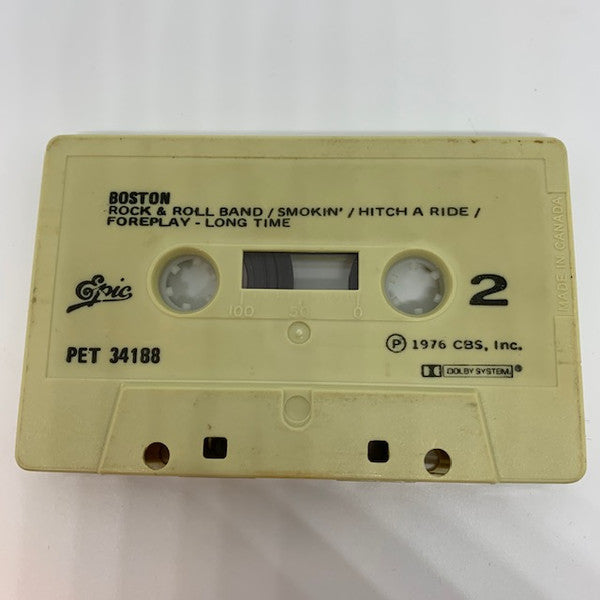 BOSTON
ROCK & ROLL BAND / SMOKIN' / HITCH A RIDE /
FOREPLAY - LONG TIME
Epic
100 50 0
2
MADE IN CANADA
PET 34188
Ⓟ 1976 CBS, Inc.
DOLBY SYSTEM ®